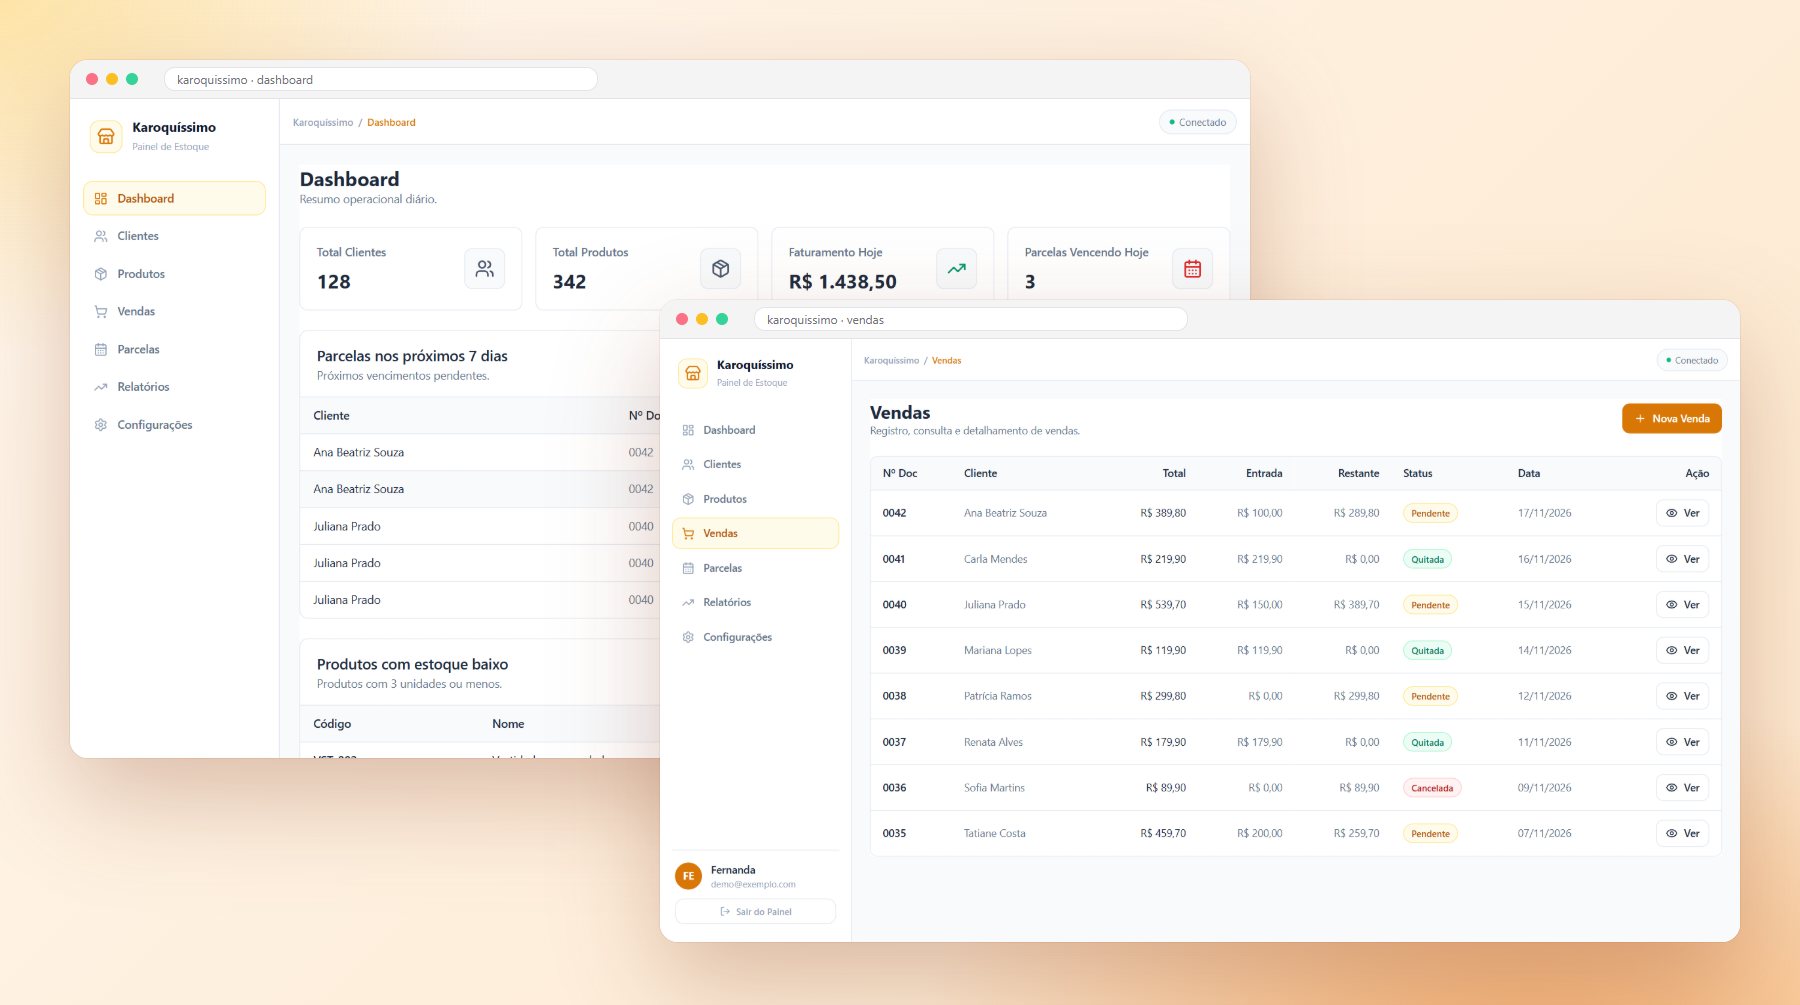 karoquissimo · dashboard
Karoquíssimo
Painel de Estoque
Dashboard
Clientes
Produtos
Vendas
Parcelas
Relatórios
Configurações
Karoquíssimo / Dashboard
Conectado
Dashboard
Resumo operacional diário.
Total Clientes
128
Total Produtos
342
Faturamento Hoje
R$ 1.438,50
Parcelas Vencendo Hoje
3
Parcelas nos próximos 7 dias
Próximos vencimentos pendentes.
Cliente Nº Do
Ana Beatriz Souza 0042
Ana Beatriz Souza 0042
Juliana Prado 0040
Juliana Prado 0040
Juliana Prado 0040
Produtos com estoque baixo
Produtos com 3 unidades ou menos.
Código Nome
karoquissimo · vendas
Karoquíssimo
Painel de Estoque
Dashboard
Clientes
Produtos
Vendas
Parcelas
Relatórios
Configurações
FE
Fernanda
demo@exemplo.com
Sair do Painel
Karoquíssimo / Vendas
Conectado
Vendas
Registro, consulta e detalhamento de vendas.
+ Nova Venda
Nº Doc Cliente Total Entrada Restante Status Data Ação
0042 Ana Beatriz Souza R$ 389,80 R$ 100,00 R$ 289,80 Pendente 17/11/2026 Ver
0041 Carla Mendes R$ 219,90 R$ 219,90 R$ 0,00 Quitada 16/11/2026 Ver
0040 Juliana Prado R$ 539,70 R$ 150,00 R$ 389,70 Pendente 15/11/2026 Ver
0039 Mariana Lopes R$ 119,90 R$ 119,90 R$ 0,00 Quitada 14/11/2026 Ver
0038 Patrícia Ramos R$ 299,80 R$ 0,00 R$ 299,80 Pendente 12/11/2026 Ver
0037 Renata Alves R$ 179,90 R$ 179,90 R$ 0,00 Quitada 11/11/2026 Ver
0036 Sofia Martins R$ 89,90 R$ 0,00 R$ 89,90 Cancelada 09/11/2026 Ver
0035 Tatiane Costa R$ 459,70 R$ 200,00 R$ 259,70 Pendente 07/11/2026 Ver